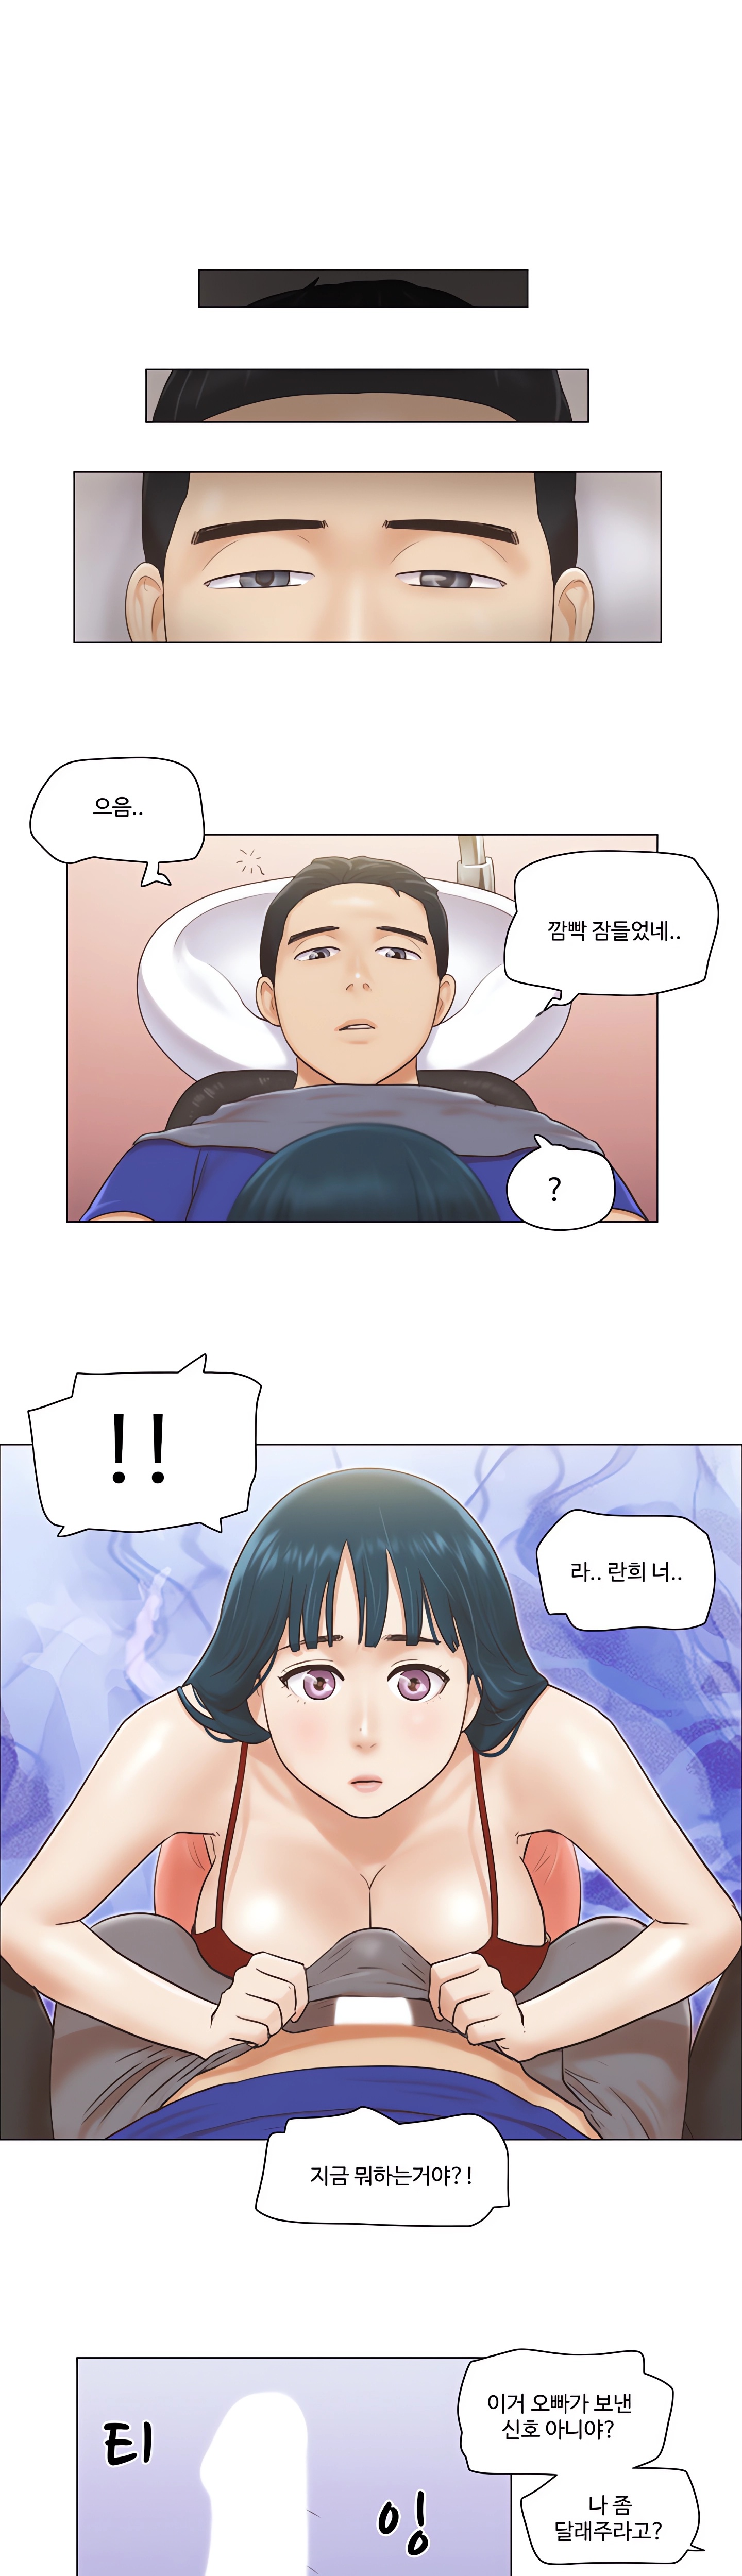 으음..
깜빡 잠들었네..
?
!!
라.. 란희 너..
지금 뭐하는거야?!
이거 오빠가 보낸
신호 아니야?
티
잉
나 좀
달래주라고?